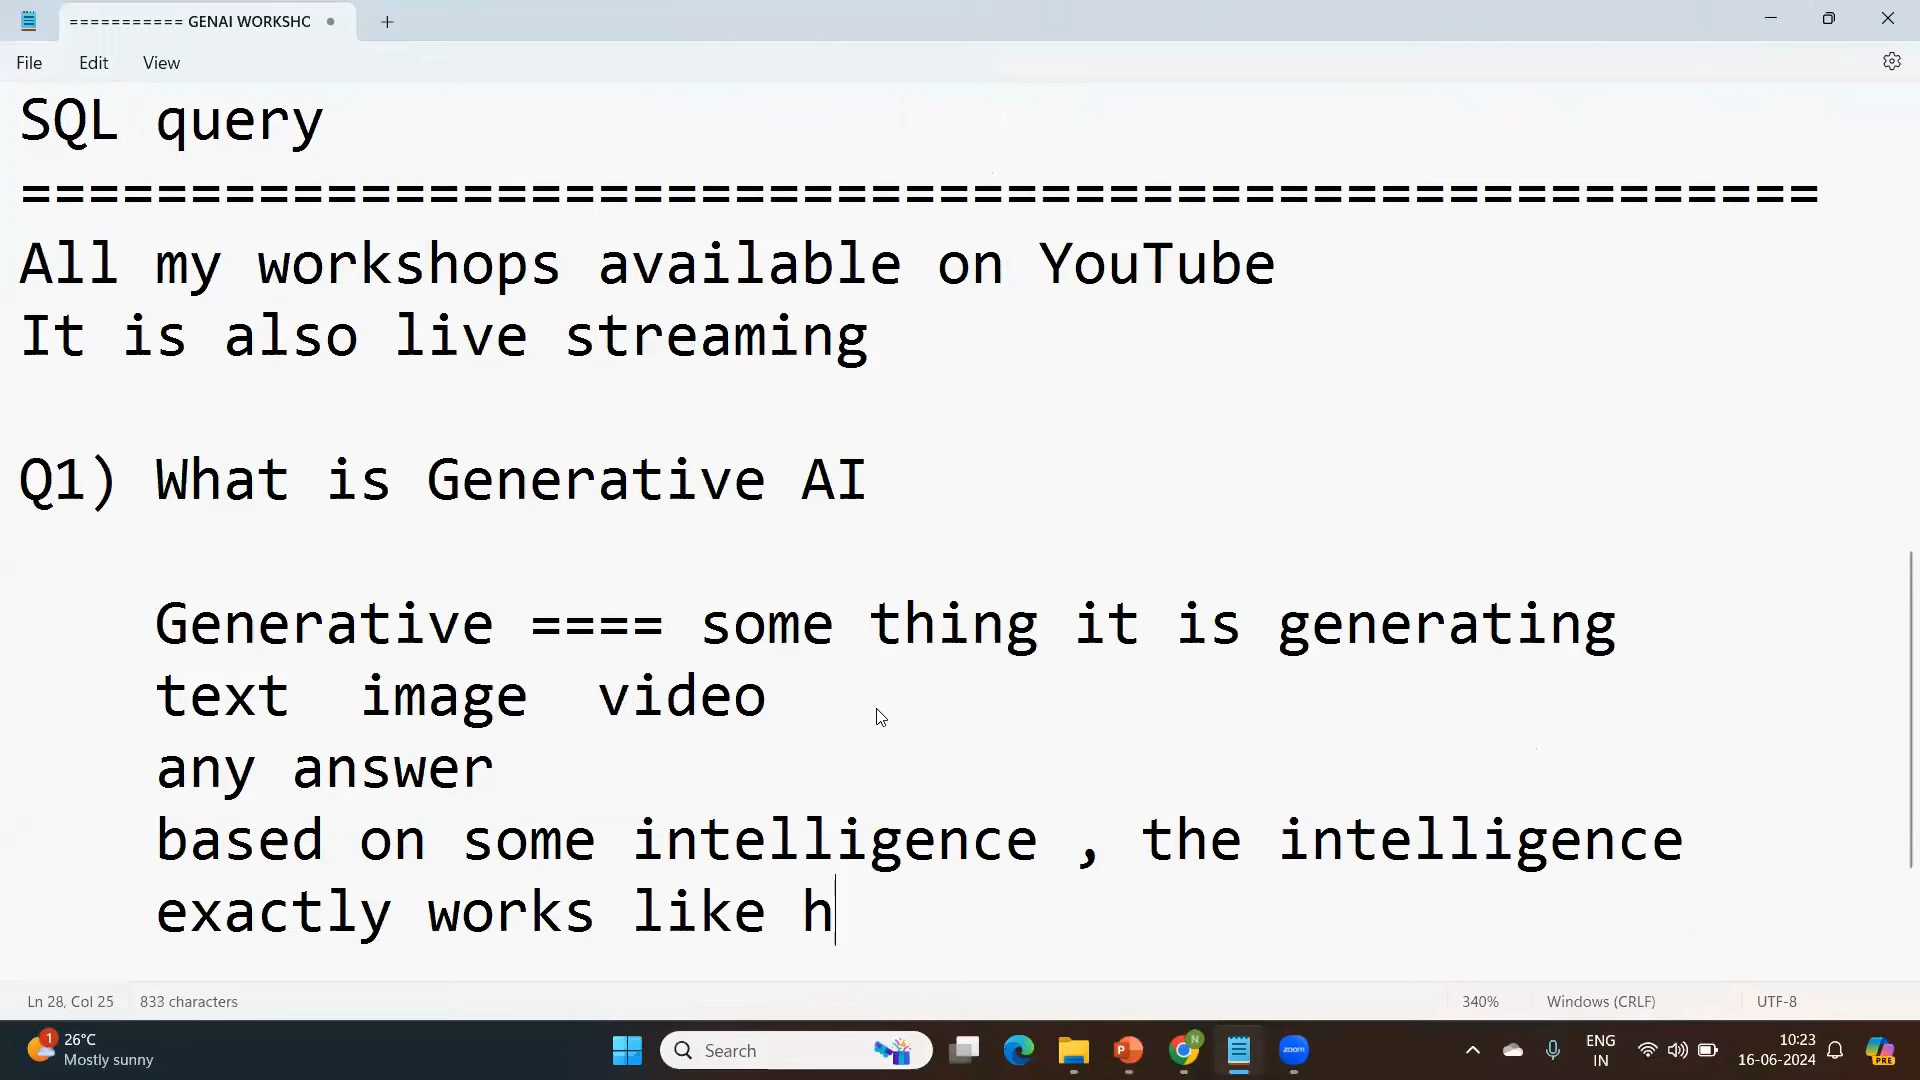 =========== GENAI WORKSHC
File Edit View
SQL query
=====================================================
All my workshops available on YouTube
It is also live streaming
Q1) What is Generative AI
Generative ==== some thing it is generating
text image video
any answer
based on some intelligence , the intelligence
exactly works like h
Ln 28, Col 25 833 characters 340% Windows (CRLF) UTF-8
1 26°C
Mostly sunny
Search
zoom
N
PRE
ENG
IN
10:23
16-06-2024